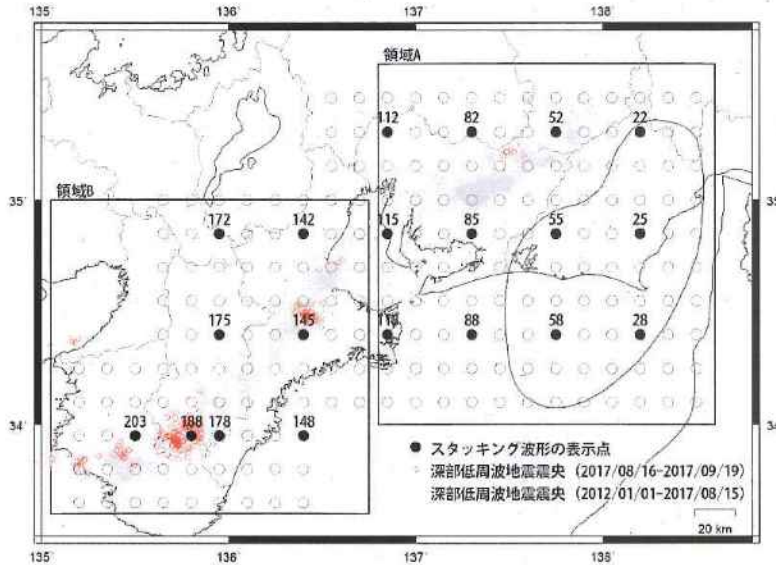 135 136 137 138
領域A
112 82 52 22
35° 35°
領域B
172 142 115 85 55 25
175 145 118 88 58 28
34° 34°
203 188 178 148
スタッキング波形の表示点
深部低周波地震震央（2017/08/16-2017/09/19）
深部低周波地震震央（2012/01/01-2017/08/15）
20 km
135 136 137 138